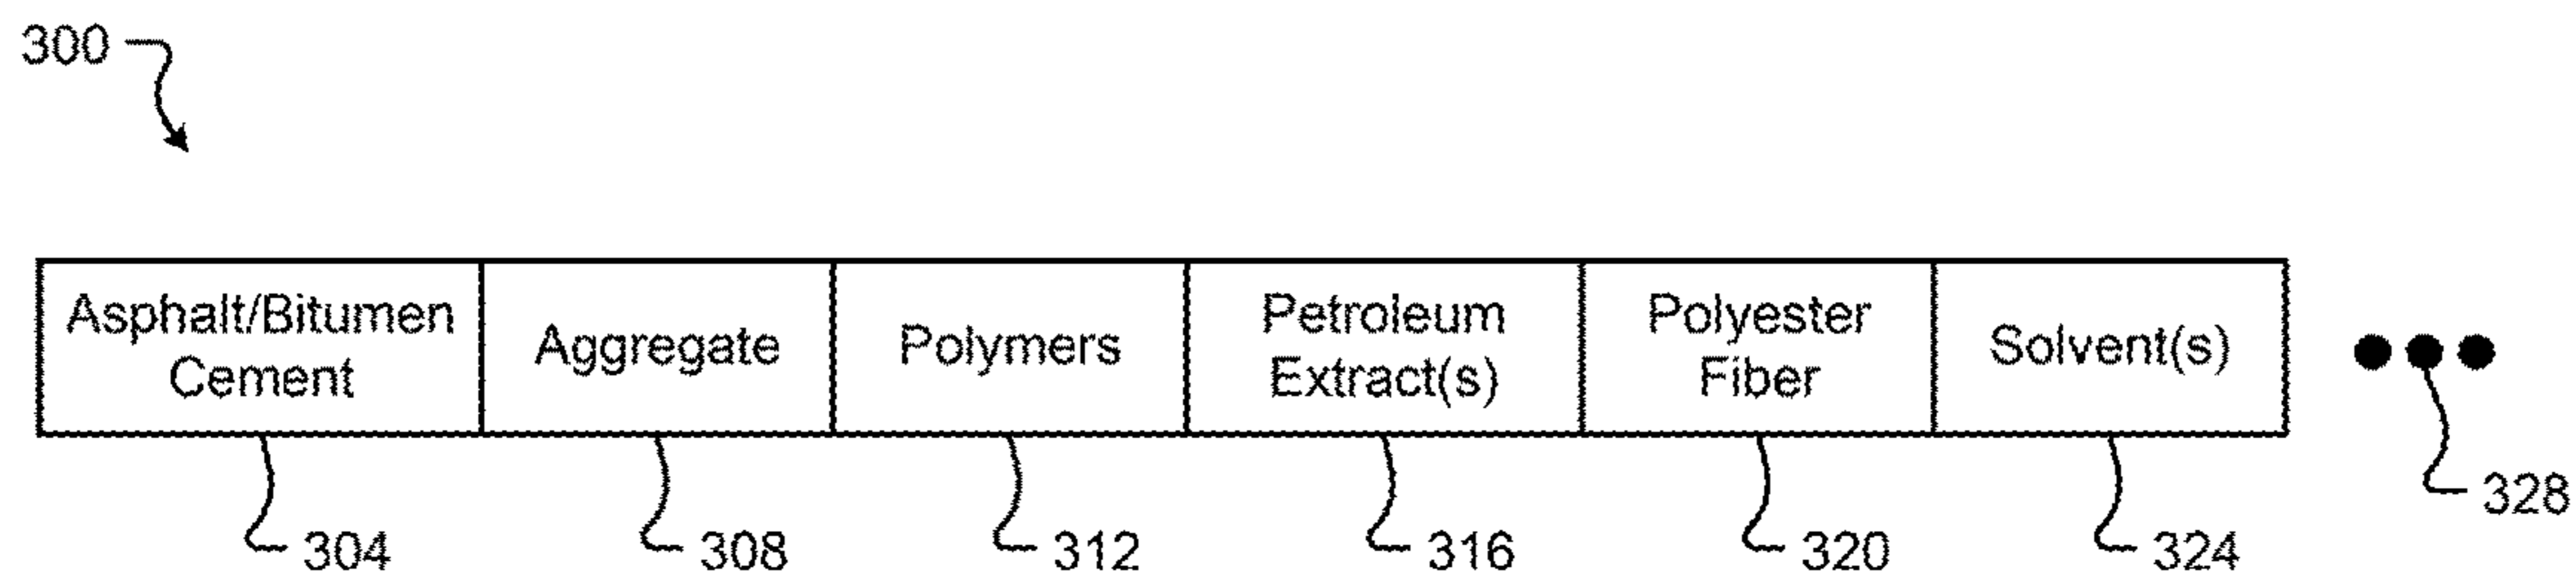 300
Asphalt/Bitumen
Cement
Aggregate
Polymers
Petroleum
Extract(s)
Polyester
Fiber
Solvent(s)
304
308
312
316
320
324
328